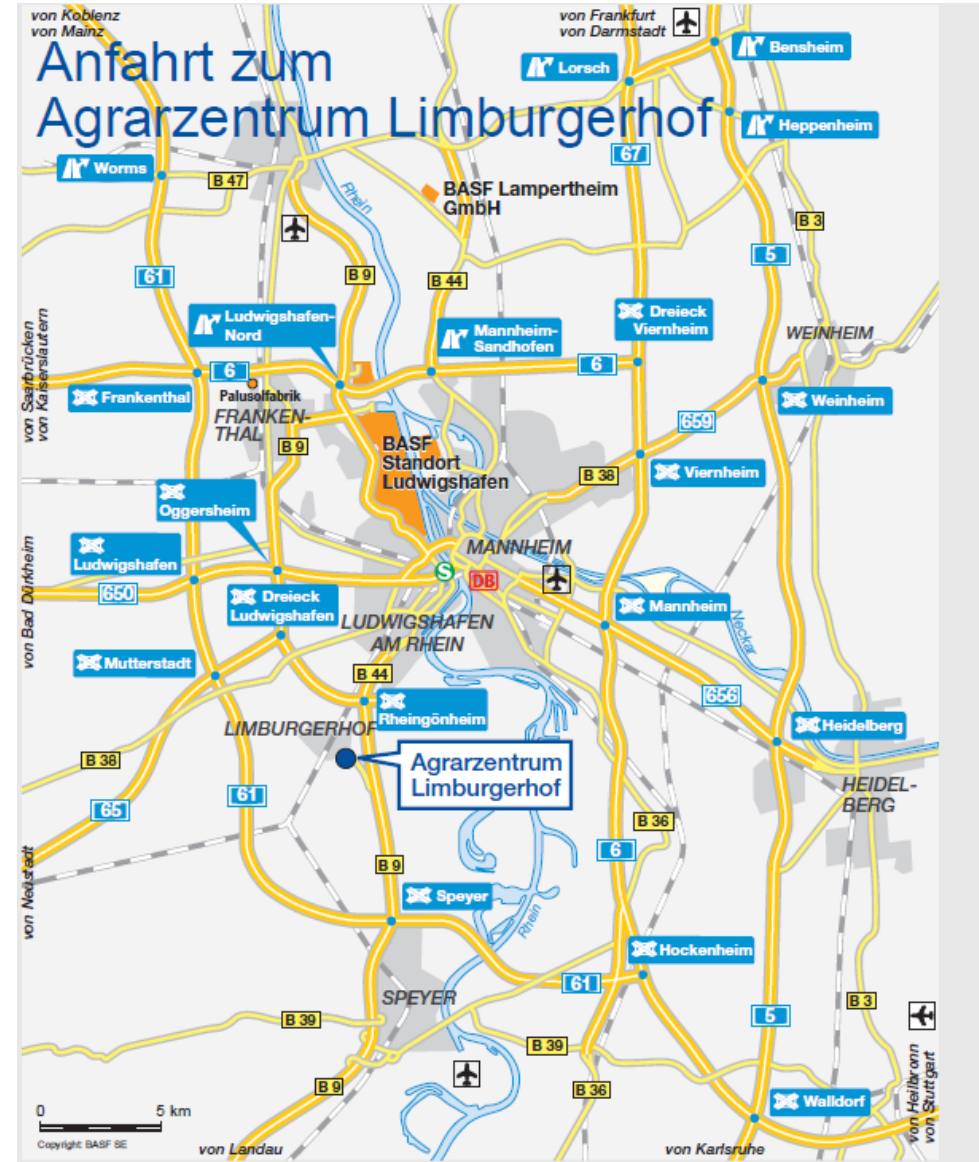 von Koblenz
von Mainz
von Frankfurt
von Darmstadt
Anfahrt zum
Agrarzentrum Limburgerhof
Bensheim
Lorsch
Heppenheim
67
Worms
B 47
Rhein
BASF Lampertheim
GmbH
B 3
5
61
B 9
B 44
Ludwigshafen-
Nord
Mannheim-
Sandhofen
Dreieck
Viernheim
WEINHEIM
von Saarbrücken
von Kaiserslautern
6
6
Frankenthal
Palusolfabrik
FRANKEN-
THAL
Weinheim
659
B 9
BASF
Standort
Ludwigshafen
B 38
Viernheim
Oggersheim
Ludwigshafen
MANNHEIM
S
DB
von Bad Dürkheim
650
Dreieck
Ludwigshafen
Mannheim
Neckar
LUDWIGSHAFEN
AM RHEIN
Mutterstadt
B 44
656
Rheingönheim
LIMBURGERHOF
Heidelberg
B 38
Agrarzentrum
Limburgerhof
HEIDEL-
BERG
61
65
B 36
6
von Neustadt
B 9
Speyer
Rhein
Hockenheim
61
SPEYER
B 39
B 3
5
B 39
B 9
B 36
Walldorf
von Heilbronn
von Stuttgart
0 5 km
Copyright: BASF SE
von Landau
von Karlsruhe